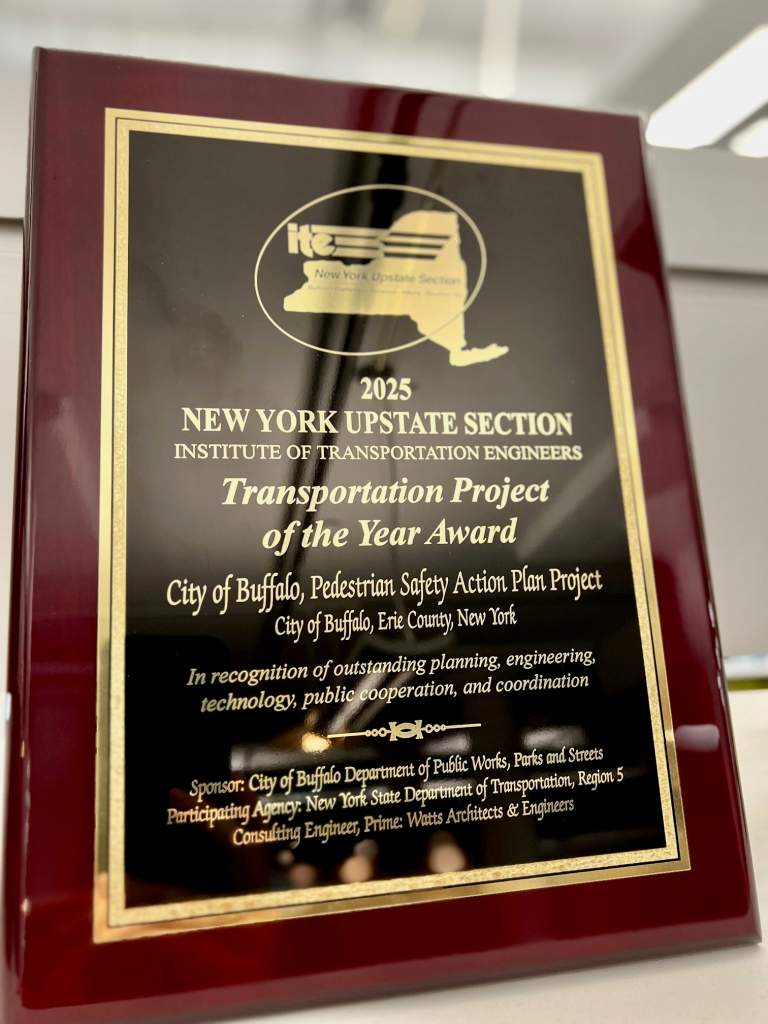 ite
New York Upstate Section
2025
NEW YORK UPSTATE SECTION
INSTITUTE OF TRANSPORTATION ENGINEERS
Transportation Project
of the Year Award
City of Buffalo, Pedestrian Safety Action Plan Project
City of Buffalo, Erie County, New York
In recognition of outstanding planning, engineering,
technology, public cooperation, and coordination
Sponsor: City of Buffalo Department of Public Works, Parks and Streets
Participating Agency: New York State Department of Transportation, Region 5
Consulting Engineer, Prime: Watts Architects & Engineers